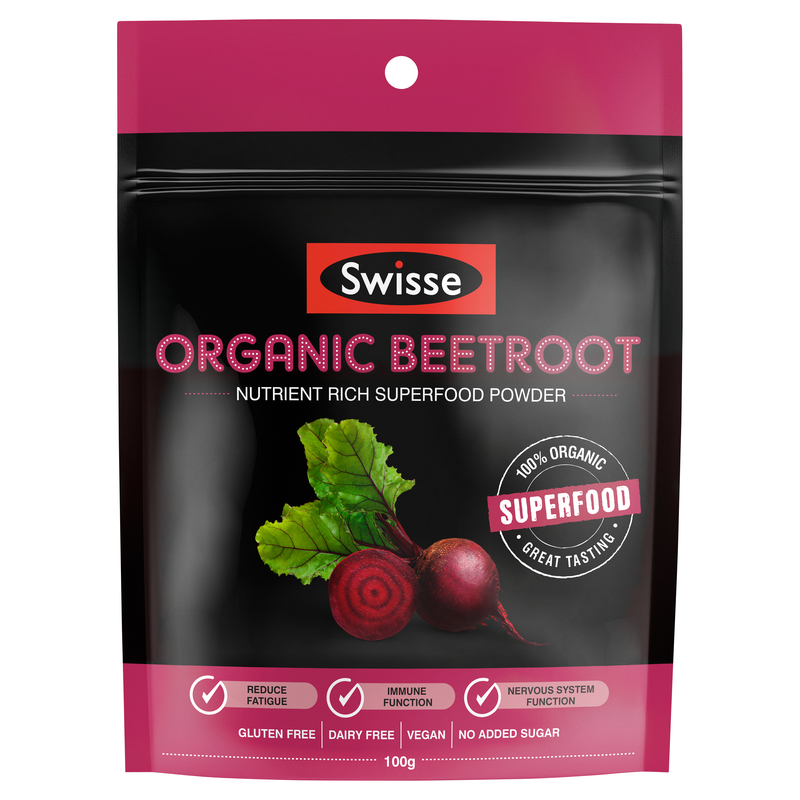 Swisse
ORGANIC BEETROOT
NUTRIENT RICH SUPERFOOD POWDER
100% ORGANIC
SUPERFOOD
• GREAT TASTING •
REDUCE
FATIGUE
IMMUNE
FUNCTION
NERVOUS SYSTEM
FUNCTION
GLUTEN FREE | DAIRY FREE | VEGAN | NO ADDED SUGAR
100g